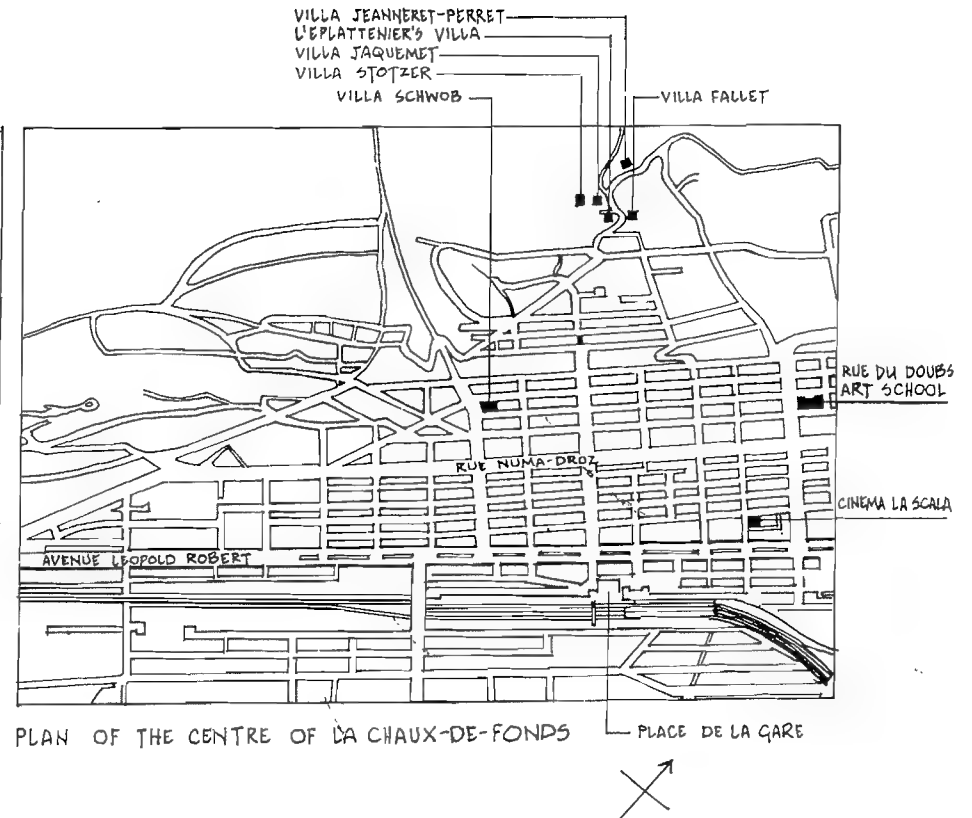 VILLA JEANNERET-PERRET
L'EPLATTENIER'S VILLA
VILLA JAQUEMET
VILLA STOTZER
VILLA SCHWOB
VILLA FALLET
RUE DU DOUBS
ART SCHOOL
RUE NUMA-DROZ
CINEMA LA SCALA
AVENUE LEOPOLD ROBERT
PLAN OF THE CENTRE OF LA CHAUX-DE-FONDS
PLACE DE LA GARE